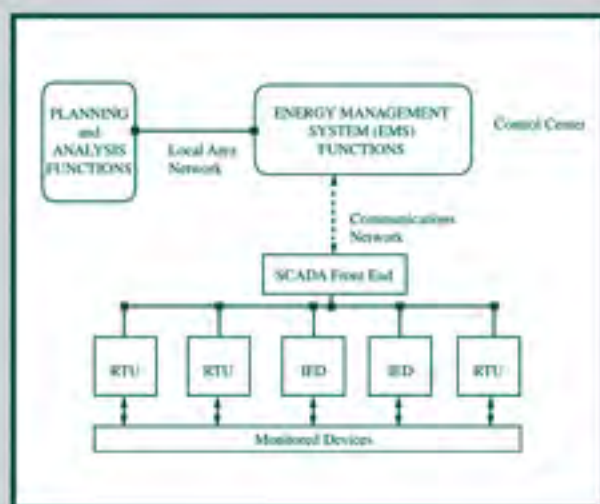 PLANNING
and
ANALYSIS
FUNCTIONS
Local Area
Network
ENERGY MANAGEMENT
SYSTEM (EMS)
FUNCTIONS
Control Center
Communications
Network
SCADA Front End
RTU
RTU
IED
IED
RTU
Monitored Devices